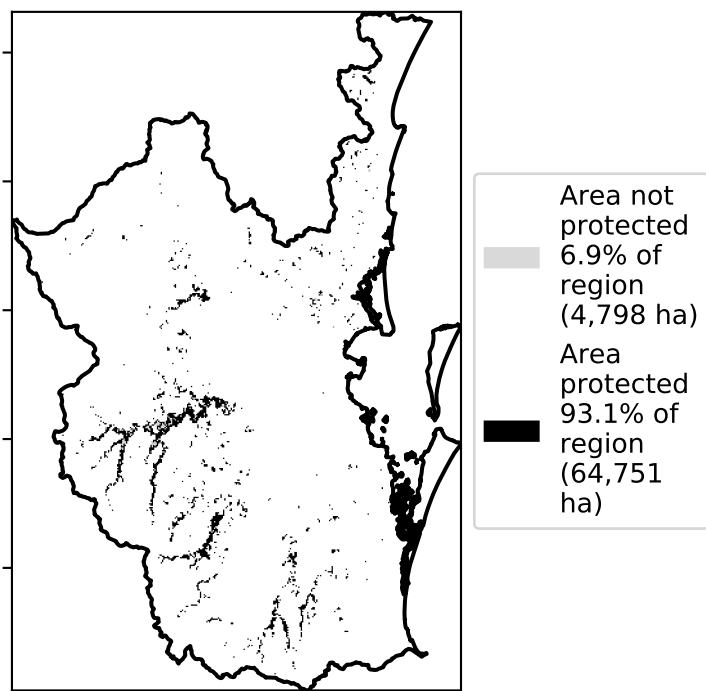 Area not
protected
6.9% of
region
(4,798 ha)
Area
protected
93.1% of
region
(64,751
ha)